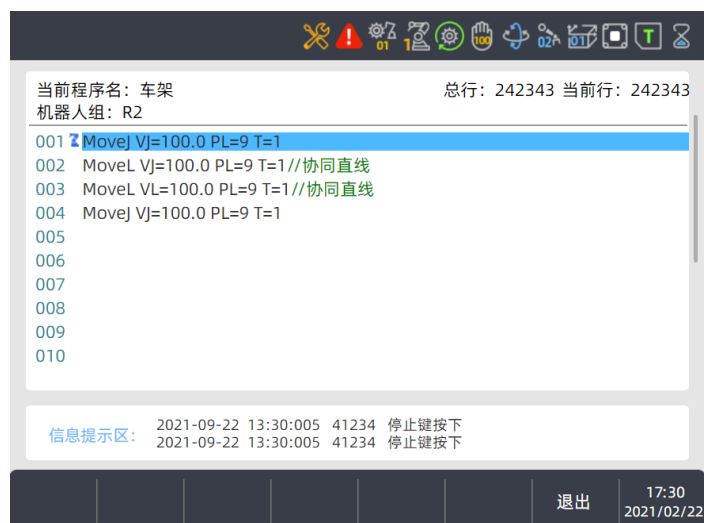 01 1 100 02 01 T
当前程序名：车架 总行：242343 当前行：242343
机器人组：R2
001 MoveJ VJ=100.0 PL=9 T=1
002 MoveL VJ=100.0 PL=9 T=1//协同直线
003 MoveL VL=100.0 PL=9 T=1//协同直线
004 MoveJ VJ=100.0 PL=9 T=1
005
006
007
008
009
010
信息提示区： 2021-09-22 13:30:005 41234 停止键按下
2021-09-22 13:30:005 41234 停止键按下
退出 17:30
2021/02/22